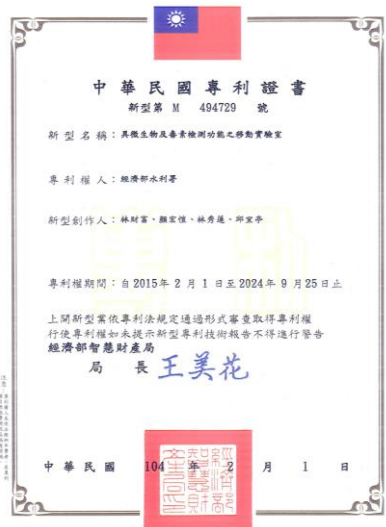 中華民國專利證書
新型第 M 494729 號
新型名稱：具微生物及毒素檢測功能之移動實驗室
專利權人：經濟部水利署
新型創作人：林財富、顏宏愷、林秀蓮、邱宜亭
專利權期間：自2015年2月1日至2024年9月25日止
上開新型業依專利法規定通過形式審查取得專利權
行使專利權如未提示新型專利技術報告不得進行警告
經濟部智慧財產局
局 長 王美花
中華民國 104 年 2 月 1 日